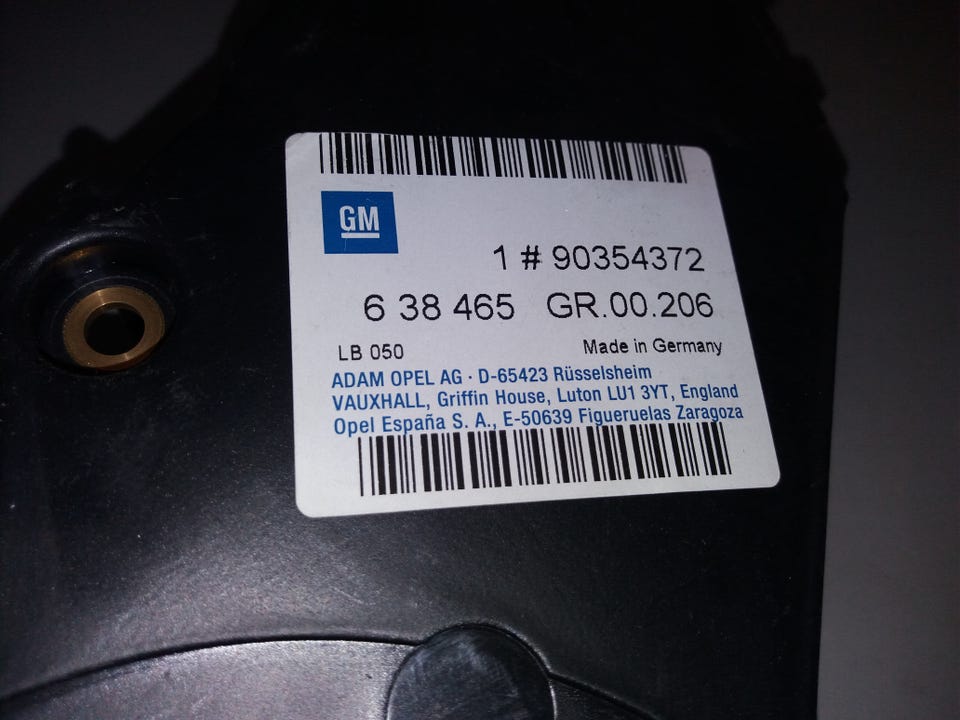 GM
1 # 90354372
6 38 465 GR.00.206
LB 050 Made in Germany
ADAM OPEL AG · D-65423 Rüsselsheim
VAUXHALL, Griffin House, Luton LU1 3YT, England
Opel España S. A., E-50639 Figueruelas Zaragoza